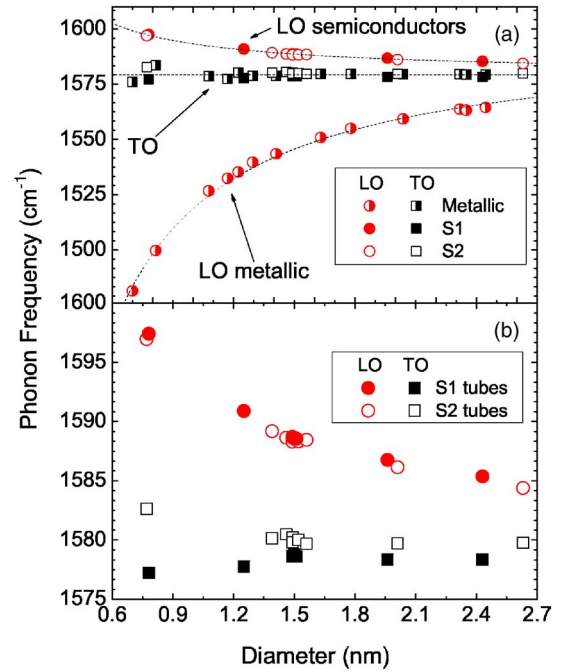 1600
LO semiconductors
(a)
1575
TO
1550
1525
LO TO
Metallic
S1
S2
1500
LO metallic
1600
(b)
1595
LO TO
S1 tubes
S2 tubes
1590
1585
1580
1575
0.6 0.9 1.2 1.5 1.8 2.1 2.4 2.7
Diameter (nm)
Phonon Frequency (cm⁻¹)